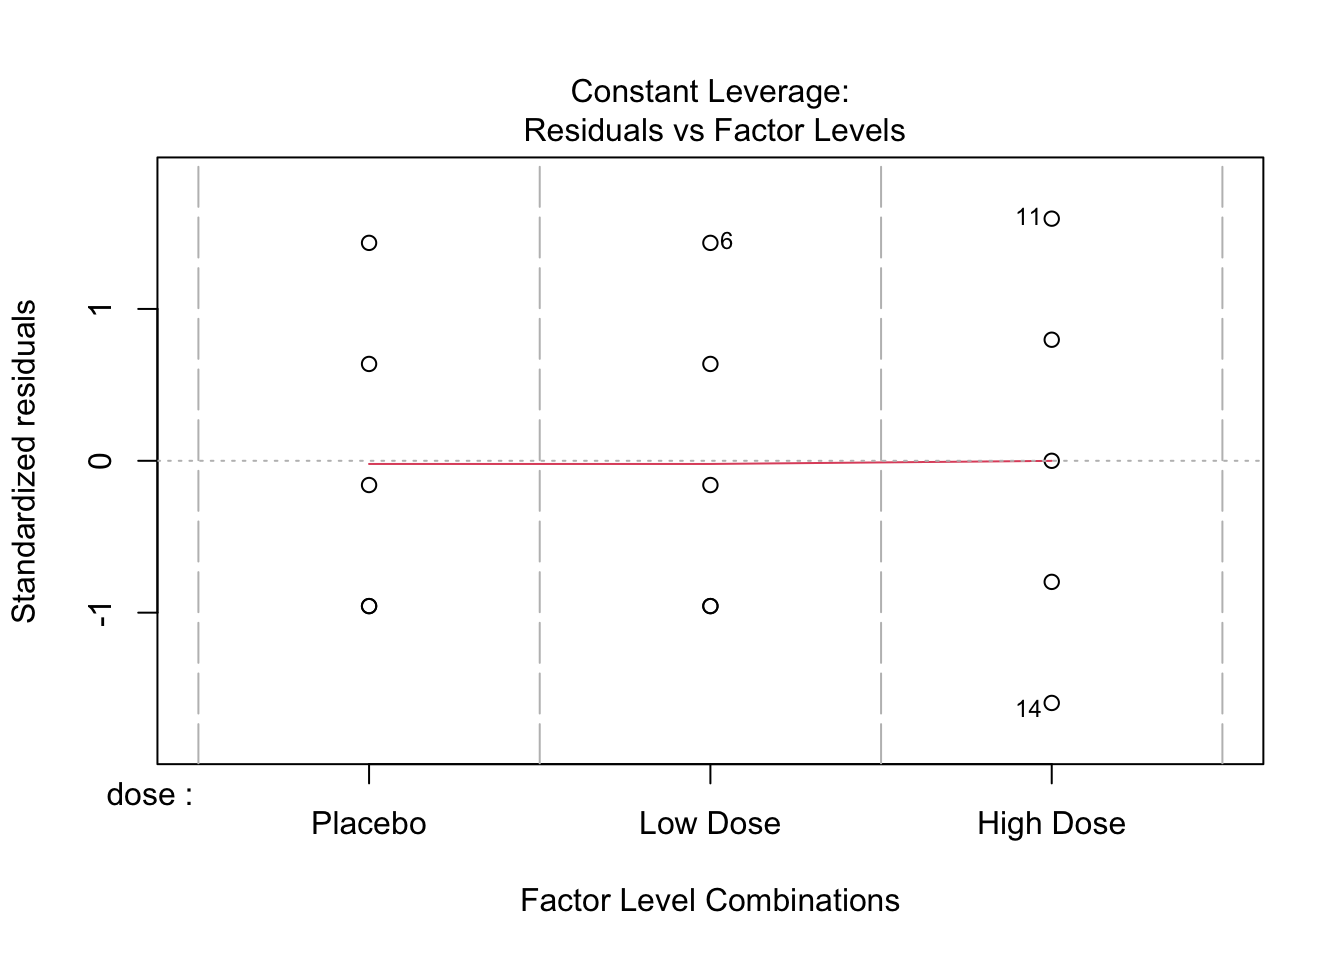 Constant Leverage:
Residuals vs Factor Levels
Standardized residuals
1
0
-1
11
6
14
dose :
Placebo
Low Dose
High Dose
Factor Level Combinations